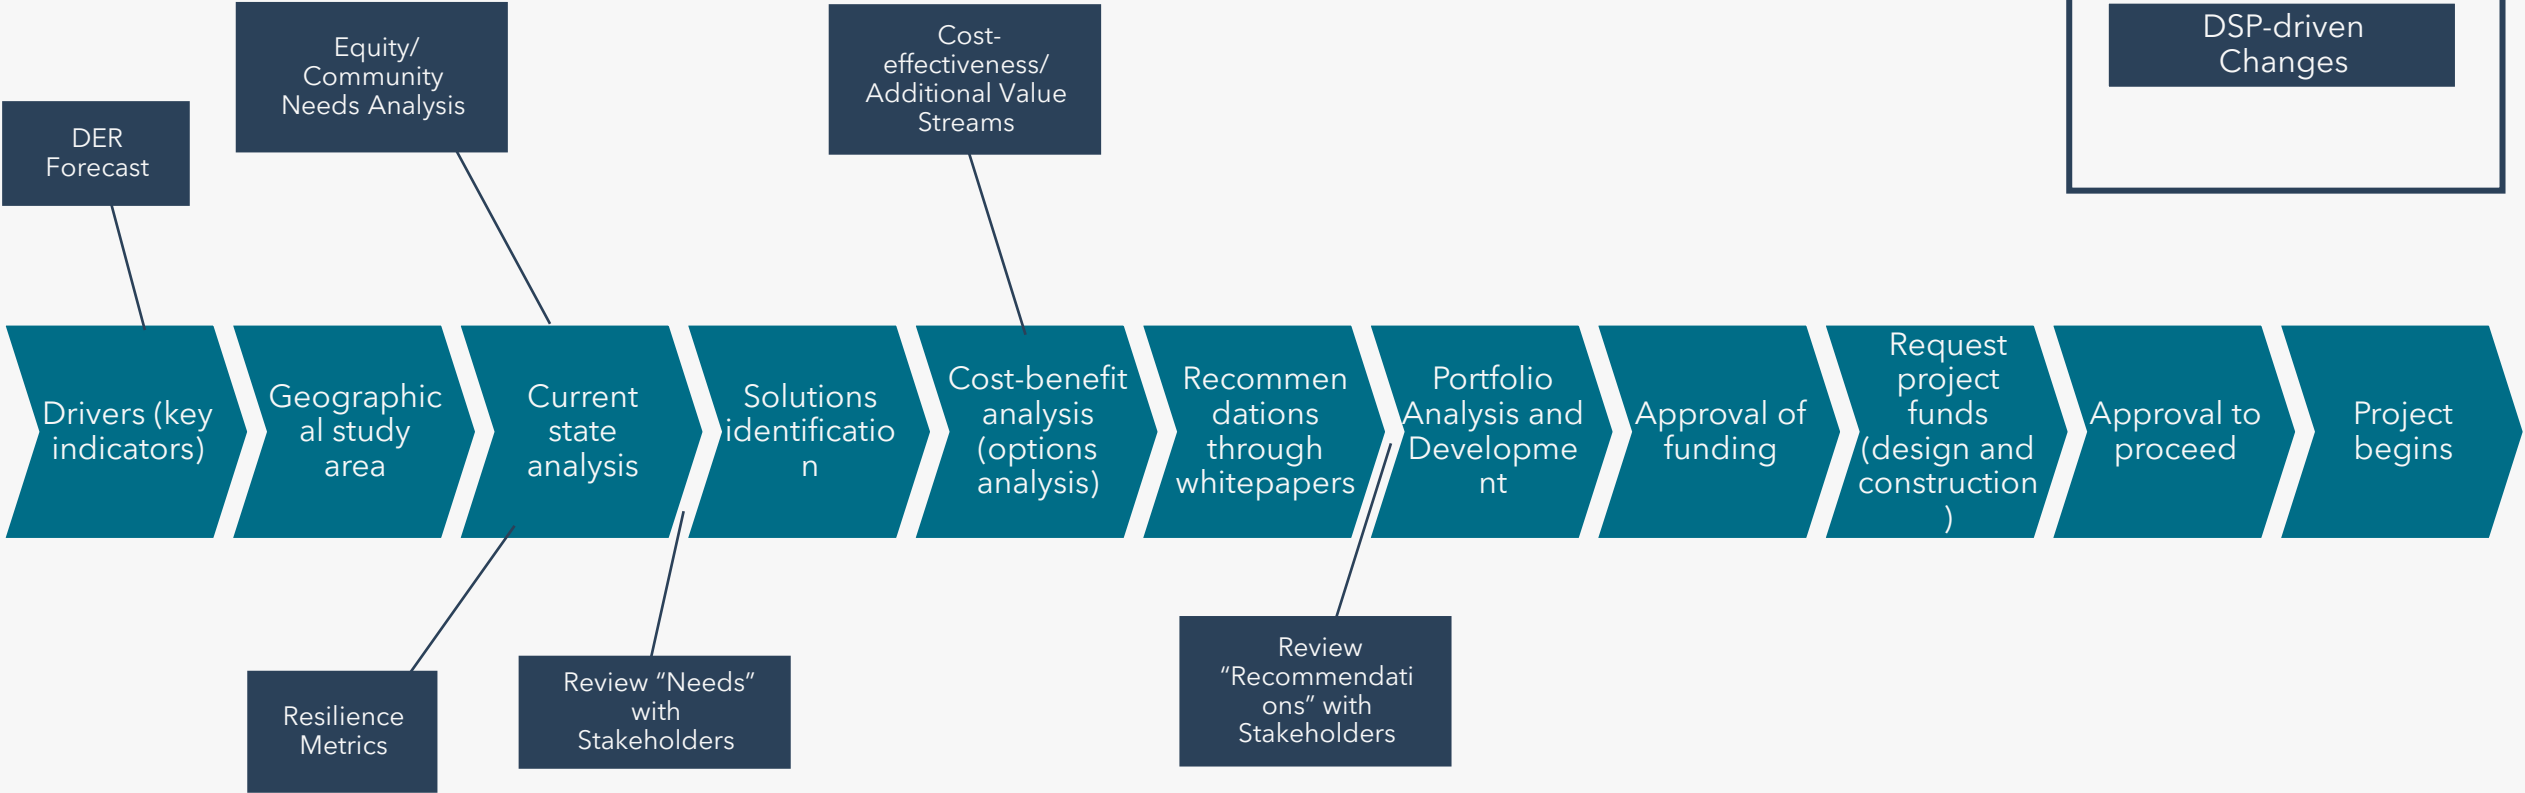 Equity/
Community
Needs Analysis
Cost-
effectiveness/
Additional Value
Streams
DSP-driven
Changes
DER
Forecast
Drivers (key
indicators)
Geographic
al study
area
Current
state
analysis
Solutions
identificatio
n
Cost-benefit
analysis
(options
analysis)
Recommen
dations
through
whitepapers
Portfolio
Analysis and
Developme
nt
Approval of
funding
Request
project
funds
(design and
construction
)
Approval to
proceed
Project
begins
Resilience
Metrics
Review “Needs”
with
Stakeholders
Review
“Recommendati
ons” with
Stakeholders